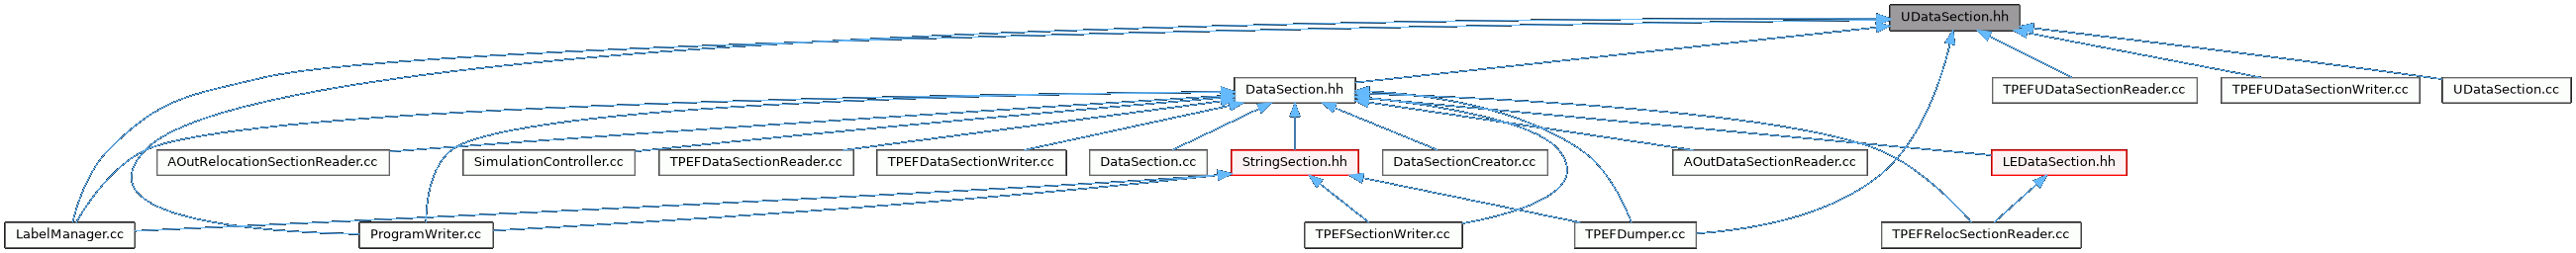 UDataSection.hh
DataSection.hh
TPEFUDataSectionReader.cc
TPEFUDataSectionWriter.cc
UDataSection.cc
AOutRelocationSectionReader.cc
SimulationController.cc
TPEFDataSectionReader.cc
TPEFDataSectionWriter.cc
DataSection.cc
StringSection.hh
DataSectionCreator.cc
AOutDataSectionReader.cc
LEDataSection.hh
LabelManager.cc
ProgramWriter.cc
TPEFSectionWriter.cc
TPEFDumper.cc
TPEFRelocSectionReader.cc